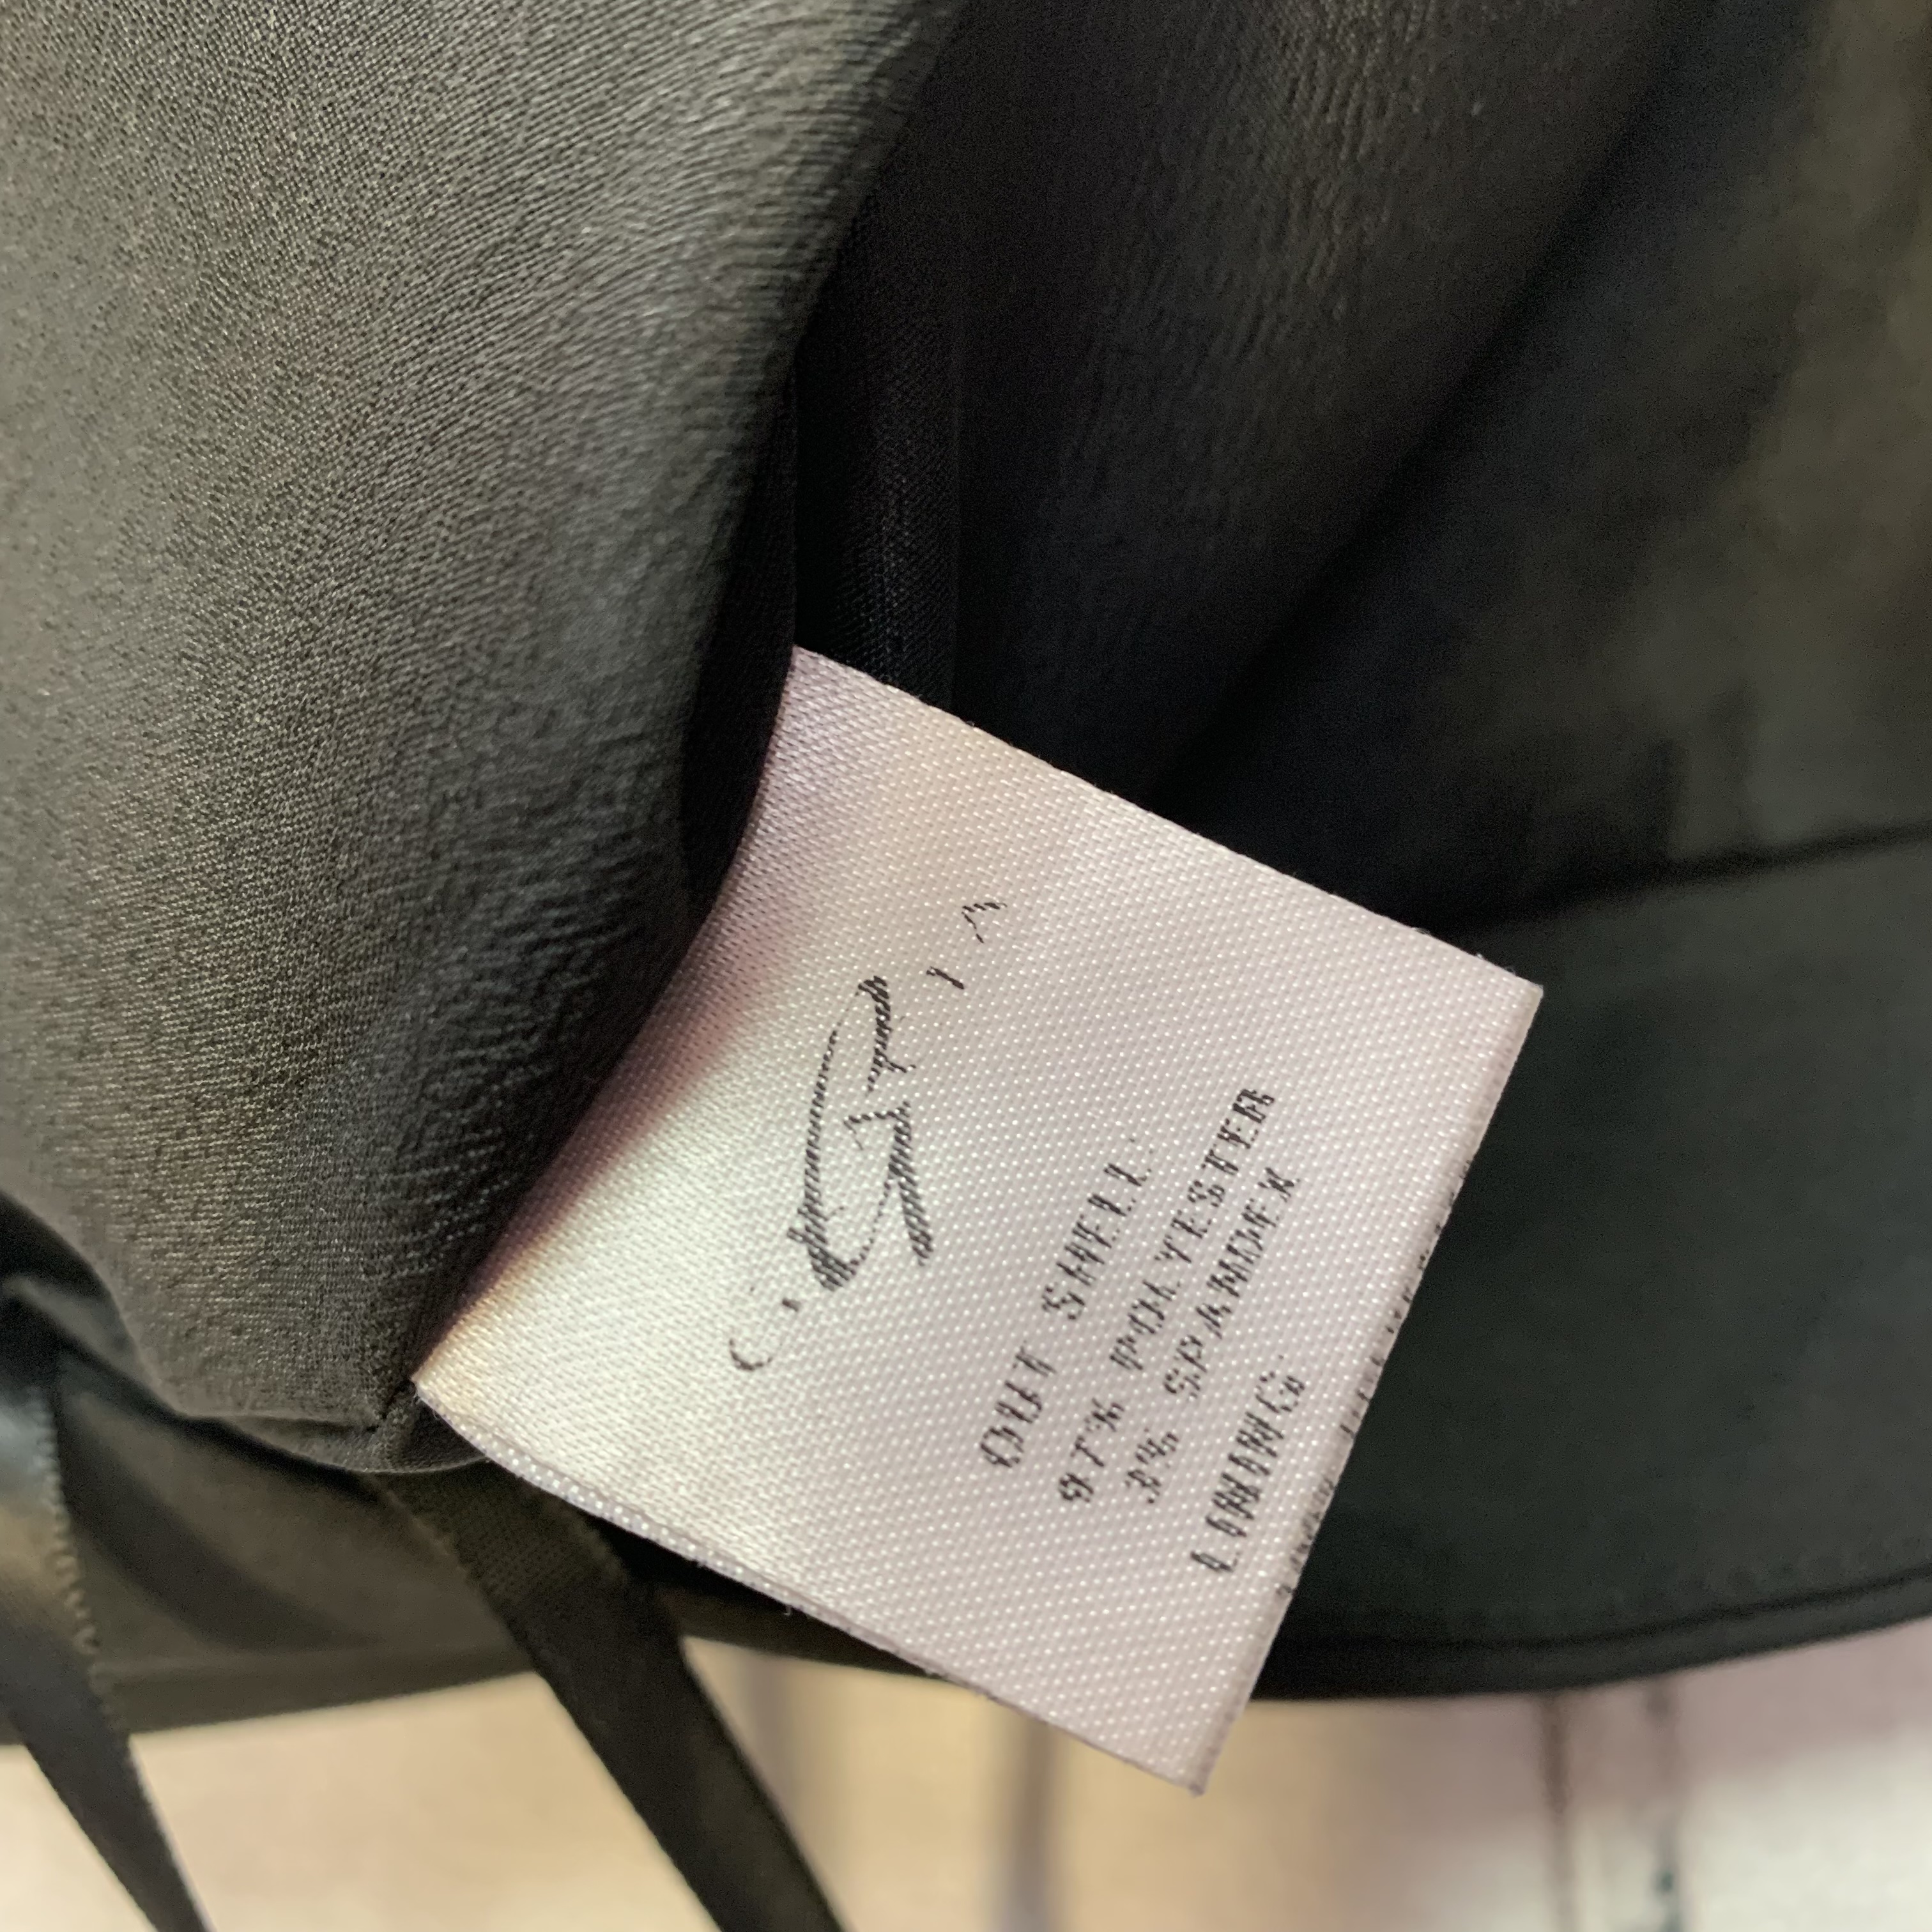 OUT SHELL:
97% POLYESTER
3% SPANDEX
LINING: